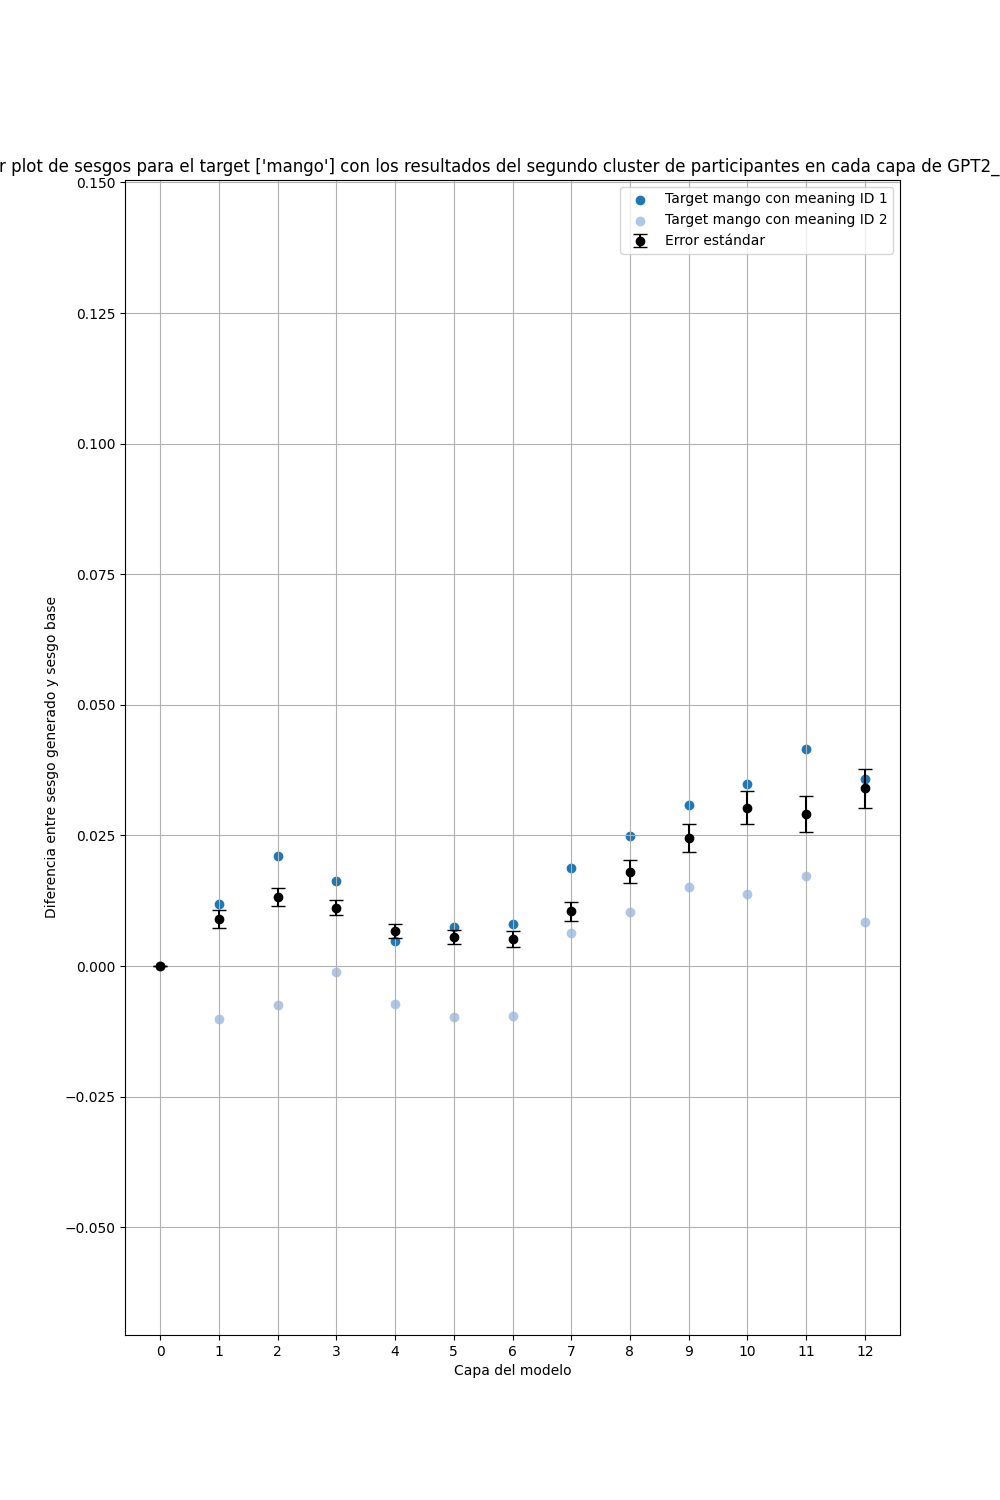 r plot de sesgos para el target ['mango'] con los resultados del segundo cluster de participantes en cada capa de GPT2_
Target mango con meaning ID 1
Target mango con meaning ID 2
Error estándar
0.150
0.125
0.100
0.075
0.050
0.025
0.000
−0.025
−0.050
Diferencia entre sesgo generado y sesgo base
0 1 2 3 4 5 6 7 8 9 10 11 12
Capa del modelo